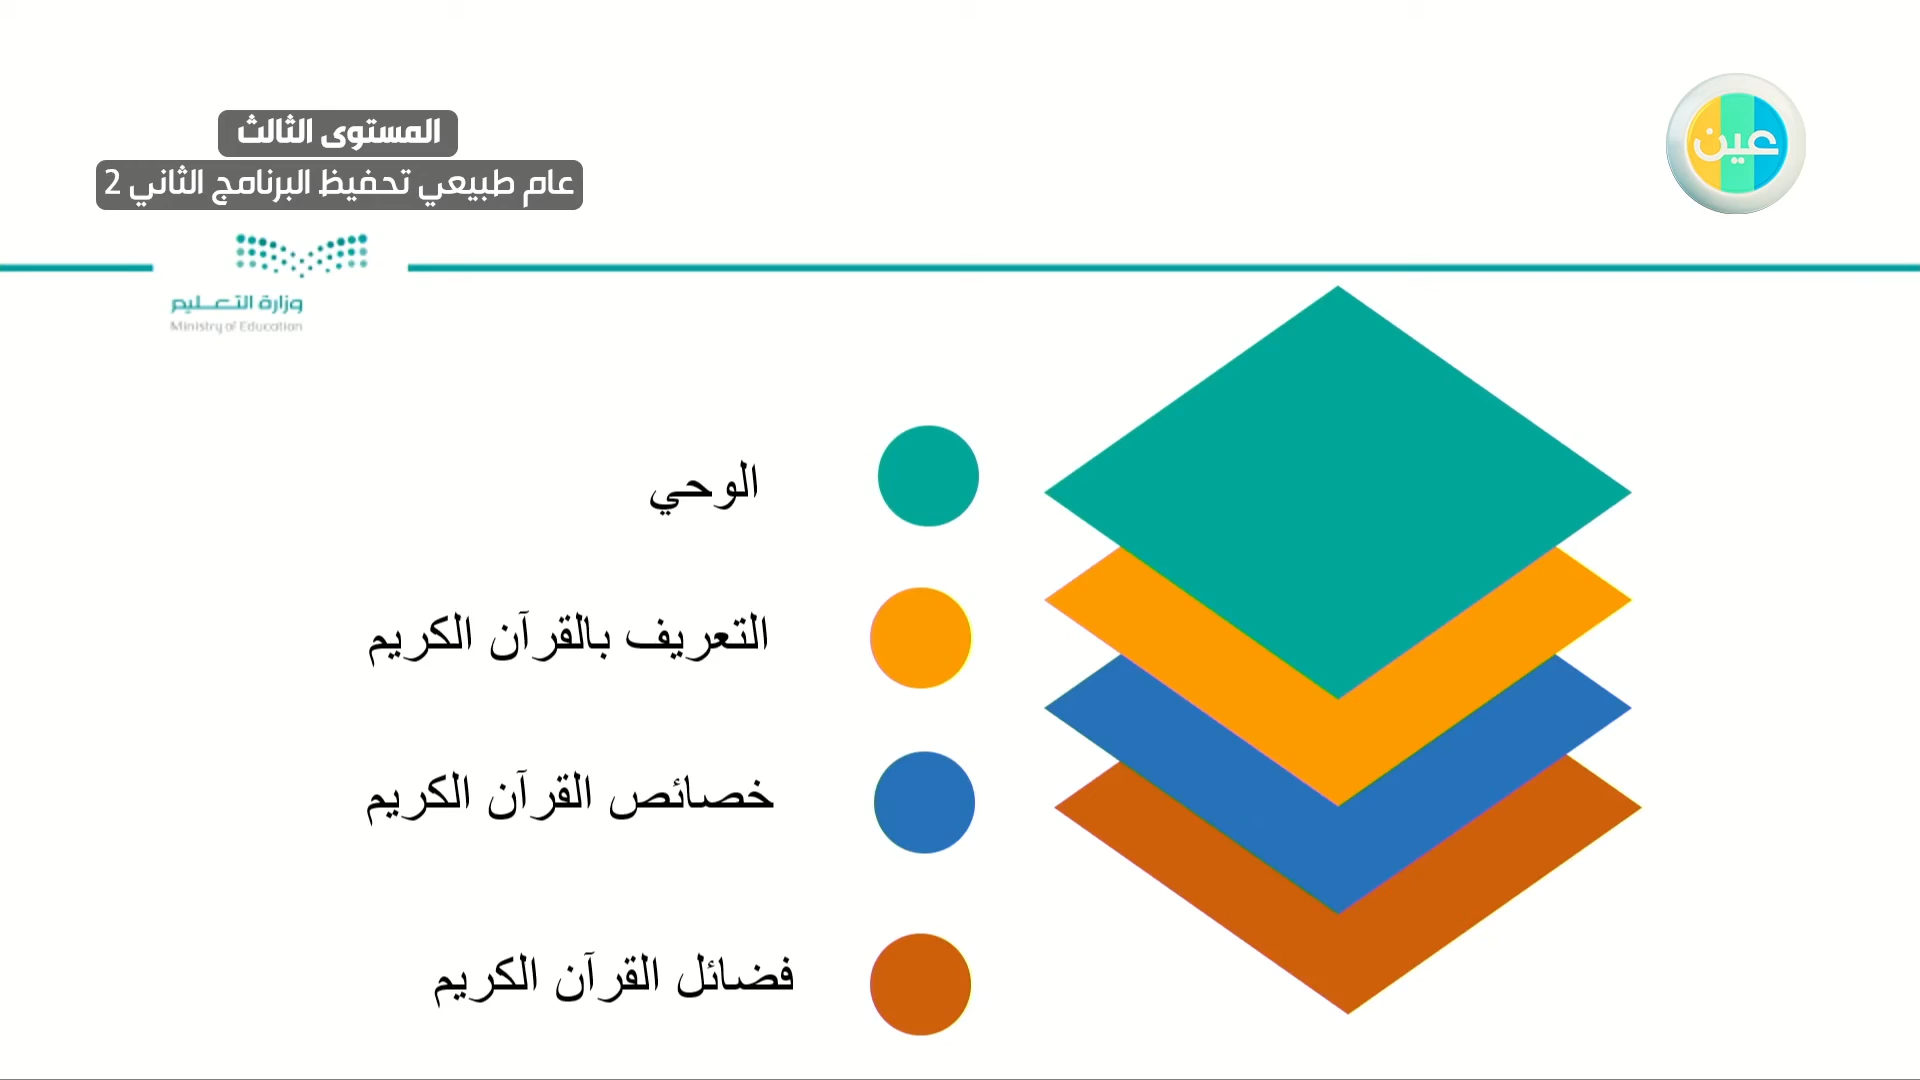 عين
المستوى الثالث
عام طبيعي تحفيظ البرنامج الثاني 2
وزارة التعليم
Ministry of Education
الوحي
التعريف بالقرآن الكريم
خصائص القرآن الكريم
فضائل القرآن الكريم